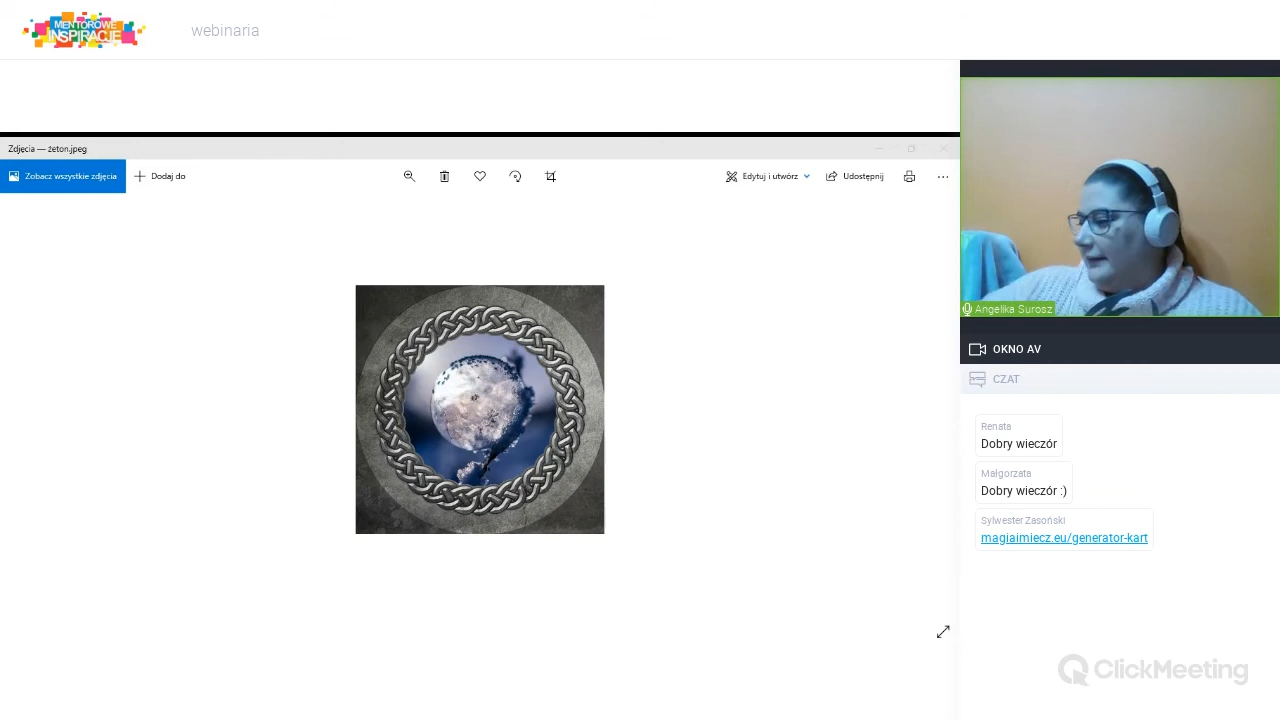 MENTOROWE
INSPIRACJE
webinaria
Zdjęcia — żeton.jpeg
Zobacz wszystkie zdjęcia
Dodaj do
Edytuj i utwórz
Udostępnij
Angelika Surosz
OKNO AV
CZAT
Renata
Dobry wieczór
Małgorzata
Dobry wieczór :)
Sylwester Zasoński
magiaimiecz.eu/generator-kart
ClickMeeting